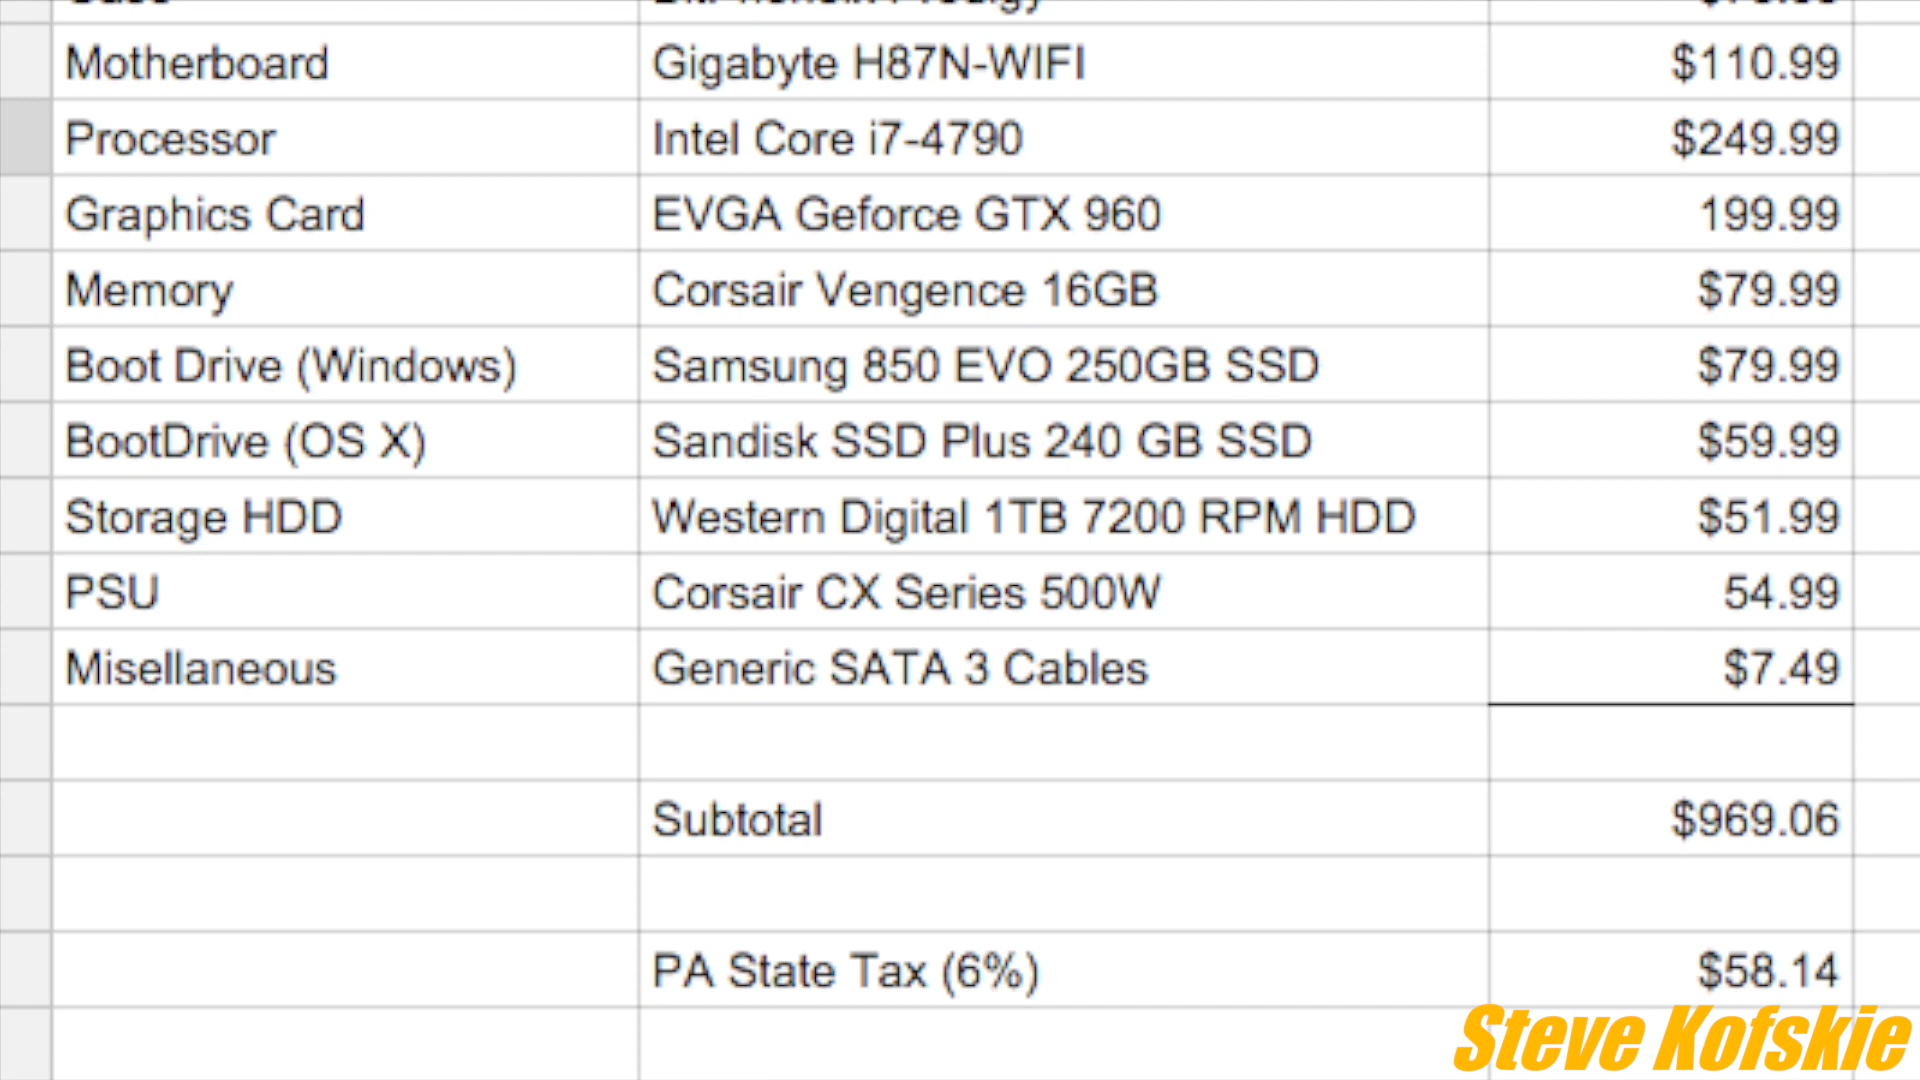 Motherboard Gigabyte H87N-WIFI $110.99
Processor Intel Core i7-4790 $249.99
Graphics Card EVGA Geforce GTX 960 199.99
Memory Corsair Vengence 16GB $79.99
Boot Drive (Windows) Samsung 850 EVO 250GB SSD $79.99
BootDrive (OS X) Sandisk SSD Plus 240 GB SSD $59.99
Storage HDD Western Digital 1TB 7200 RPM HDD $51.99
PSU Corsair CX Series 500W 54.99
Misellaneous Generic SATA 3 Cables $7.49
Subtotal $969.06
PA State Tax (6%) $58.14
Steve Kofskie